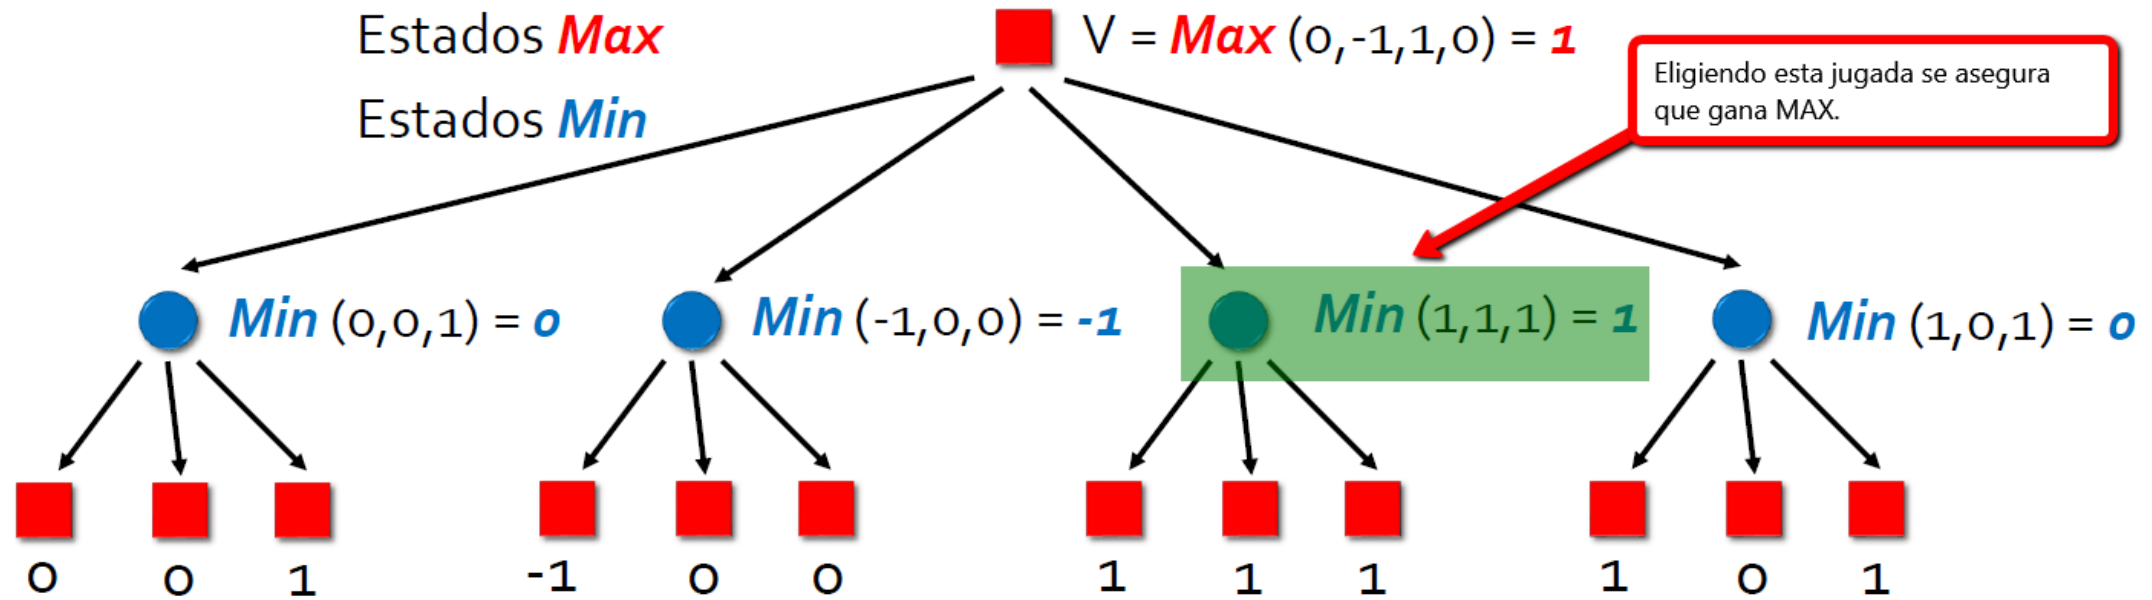 Estados Max
V = Max (0,-1,1,0) = 1
Estados Min
Eligiendo esta jugada se asegura
que gana MAX.
Min (0,0,1) = 0
Min (-1,0,0) = -1
Min (1,1,1) = 1
Min (1,0,1) = 0
0 0 1 -1 0 0 1 1 1 1 0 1